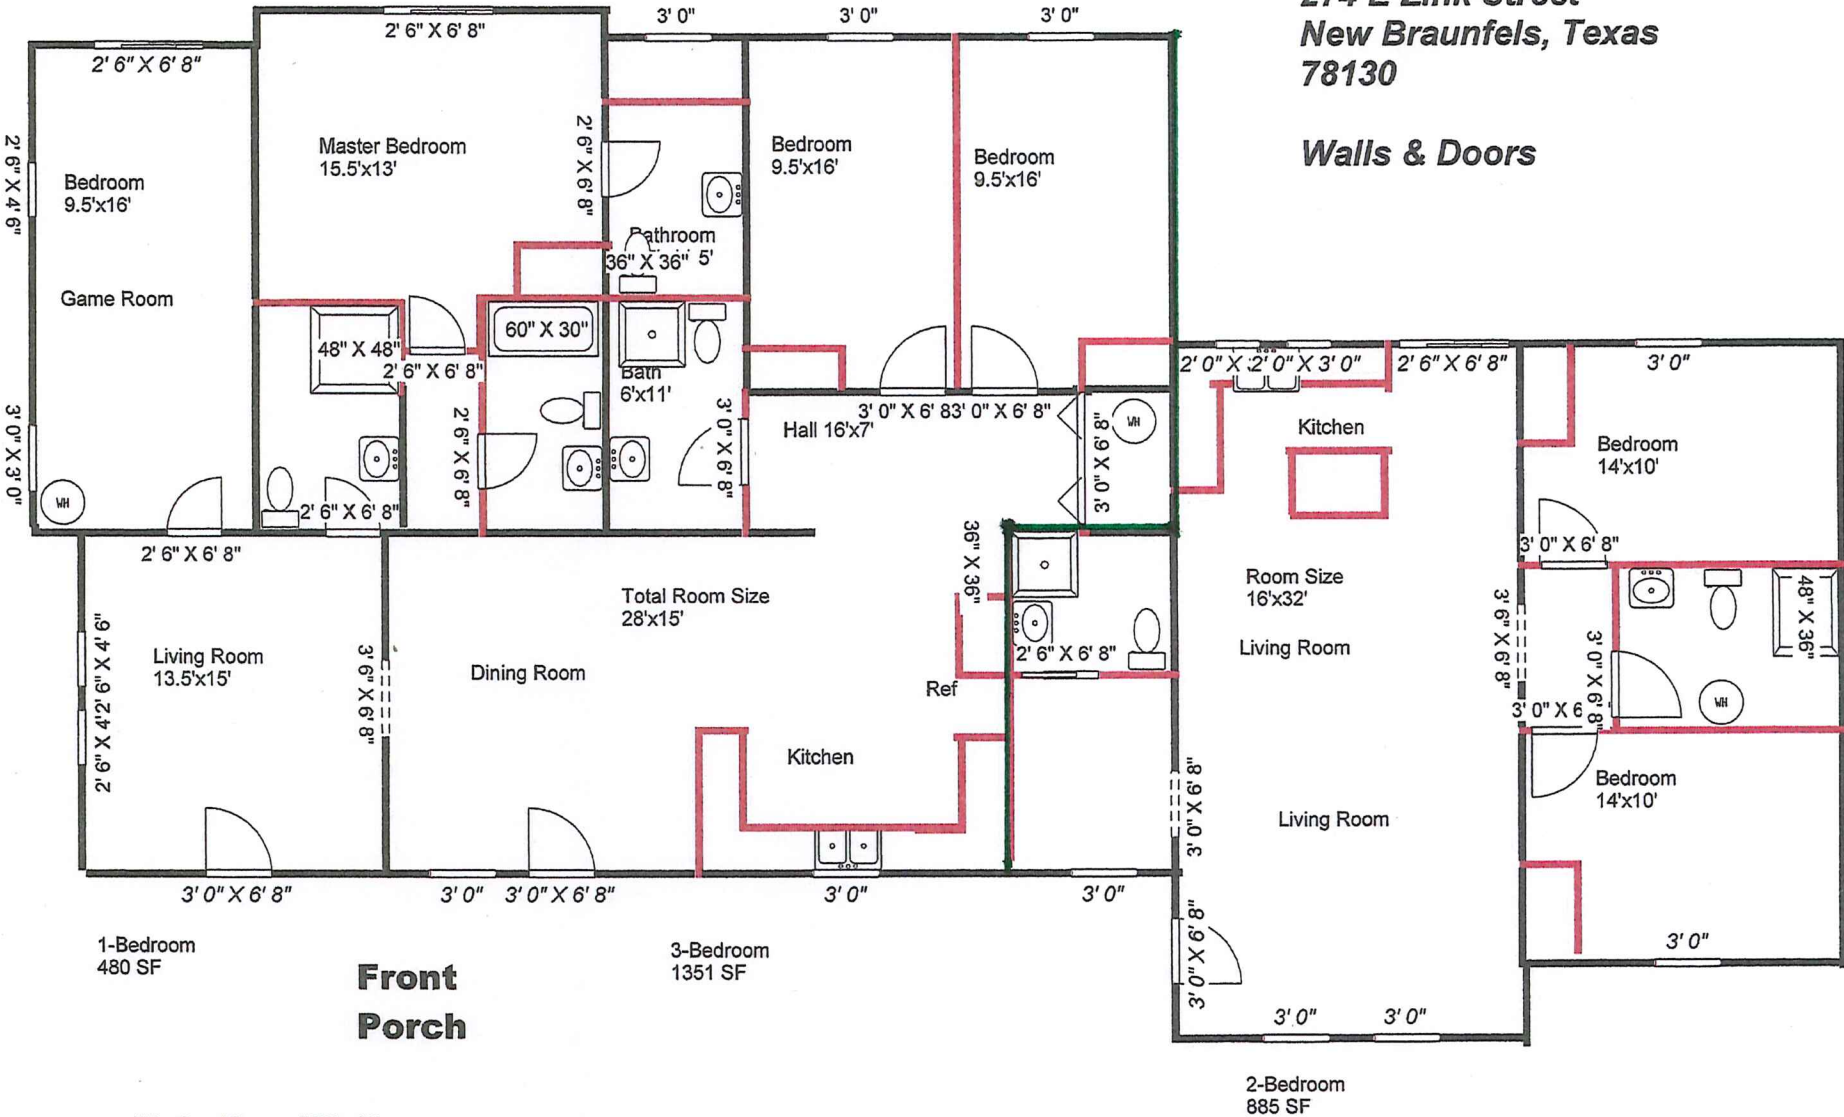 New Braunfels, Texas
78130
Walls & Doors
2' 6" X 6' 8"
2' 6" X 6' 8"
3' 0"
3' 0"
3' 0"
2' 6" X 4' 6"
Bedroom
9.5'x16'
Game Room
3' 0" X 3' 0"
WH
2' 6" X 6' 8"
Master Bedroom
15.5'x13'
2' 6" X 6' 8"
Bathroom
36" X 36"
5'
Bedroom
9.5'x16'
Bedroom
9.5'x16'
48" X 48"
2' 6" X 6' 8"
60" X 30"
2' 6" X 6' 8"
2' 6" X 6' 8"
Bath
6'x11'
3' 0" X 6' 8"
Hall 16'x7'
3' 0" X 6' 8
3' 0" X 6' 8"
3' 0" X 6' 8"
WH
2' 0" X
2' 0" X 3' 0"
2' 6" X 6' 8"
3' 0"
Kitchen
Bedroom
14'x10'
3' 0" X 6' 8"
Living Room
13.5'x15'
2' 6" X 4'
2' 6" X 4' 6"
3' 6" X 6' 8"
Total Room Size
28'x15'
Dining Room
36" X 36"
Ref
Kitchen
2' 6" X 6' 8"
Room Size
16'x32'
Living Room
3' 6" X 6' 8"
3' 0" X 6' 8"
48" X 36"
WH
3' 0" X 6
Bedroom
14'x10'
Living Room
3' 0" X 6' 8"
3' 0" X 6' 8"
3' 0"
3' 0" X 6' 8"
3' 0"
3' 0"
3' 0" X 6' 8"
3' 0"
3' 0"
3' 0"
1-Bedroom
480 SF
Front
Porch
3-Bedroom
1351 SF
2-Bedroom
885 SF